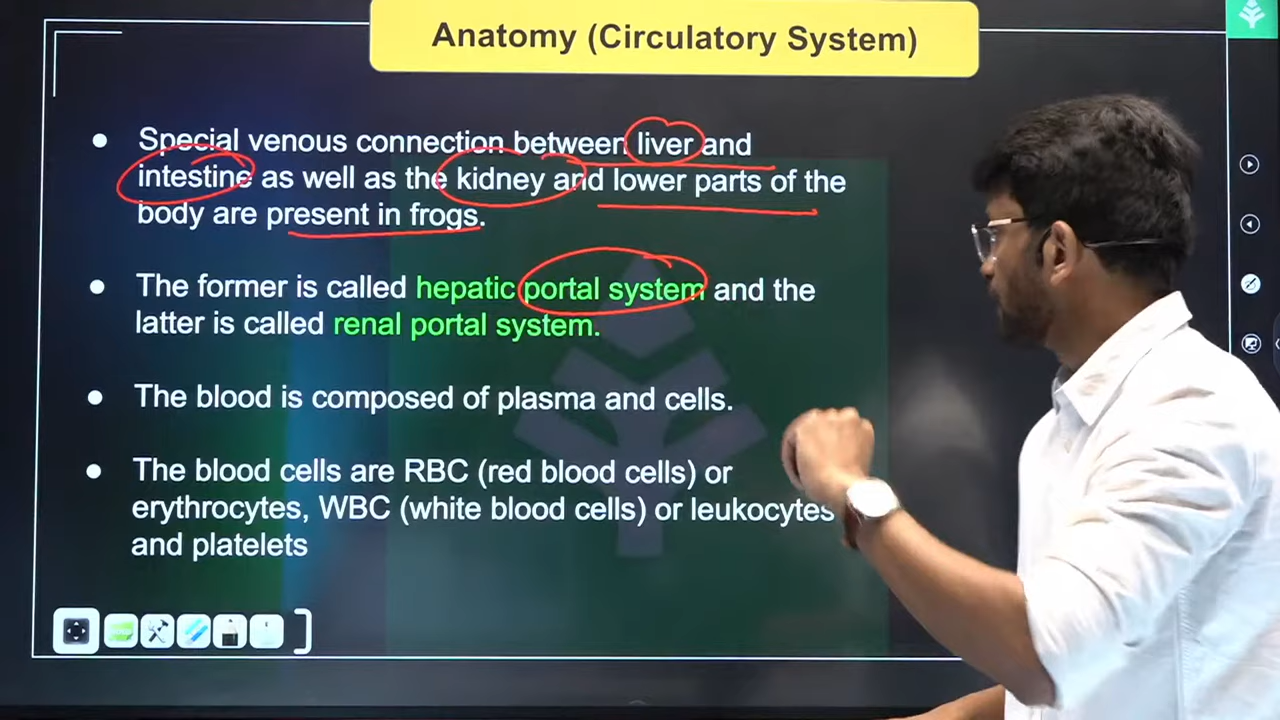 Anatomy (Circulatory System)
● Special venous connection between liver and
intestine as well as the kidney and lower parts of the
body are present in frogs.
● The former is called hepatic portal system and the
latter is called renal portal system.
● The blood is composed of plasma and cells.
● The blood cells are RBC (red blood cells) or
erythrocytes, WBC (white blood cells) or leukocytes
and platelets